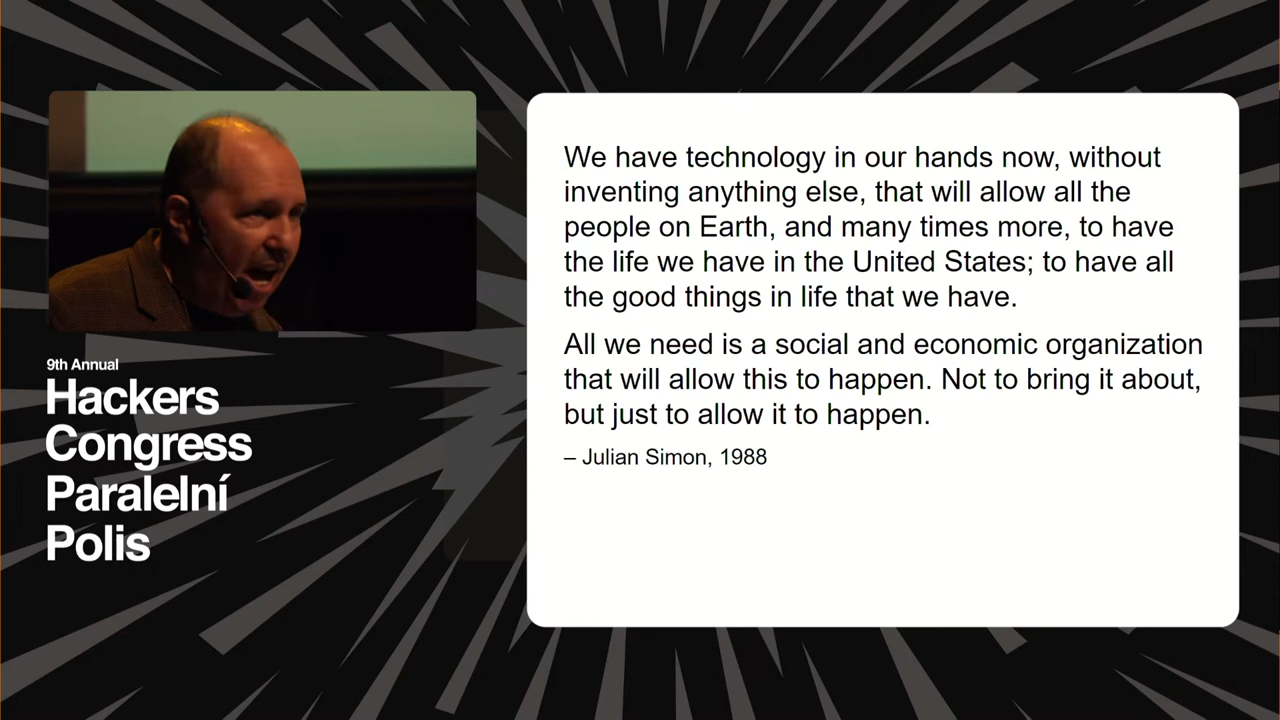 9th Annual
Hackers
Congress
Paralelní
Polis
We have technology in our hands now, without
inventing anything else, that will allow all the
people on Earth, and many times more, to have
the life we have in the United States; to have all
the good things in life that we have.
All we need is a social and economic organization
that will allow this to happen. Not to bring it about,
but just to allow it to happen.
– Julian Simon, 1988